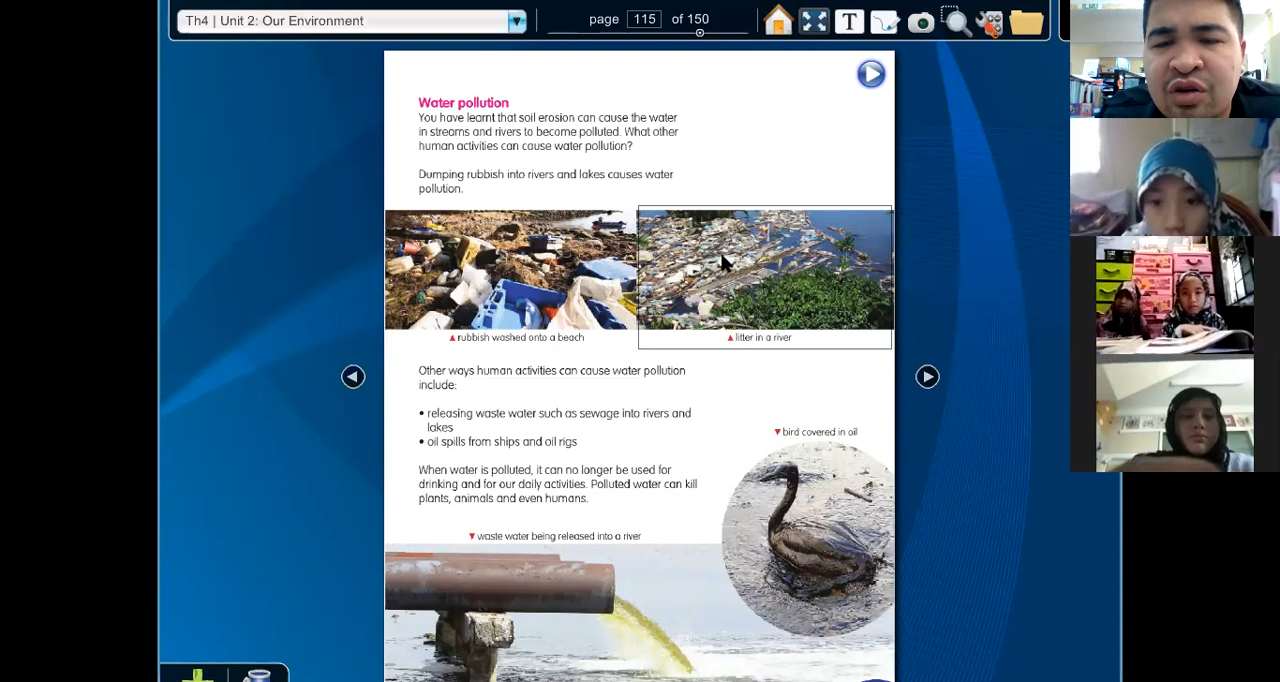 Th4 | Unit 2: Our Environment
page 115 of 150
T
Water pollution
You have learnt that soil erosion can cause the water
in streams and rivers to become polluted. What other
human activities can cause water pollution?
Dumping rubbish into rivers and lakes causes water
pollution.
▲ rubbish washed onto a beach
▲ litter in a river
Other ways human activities can cause water pollution
include:
• releasing waste water such as sewage into rivers and
lakes
• oil spills from ships and oil rigs
▼ bird covered in oil
When water is polluted, it can no longer be used for
drinking and for our daily activities. Polluted water can kill
plants, animals and even humans.
▼ waste water being released into a river